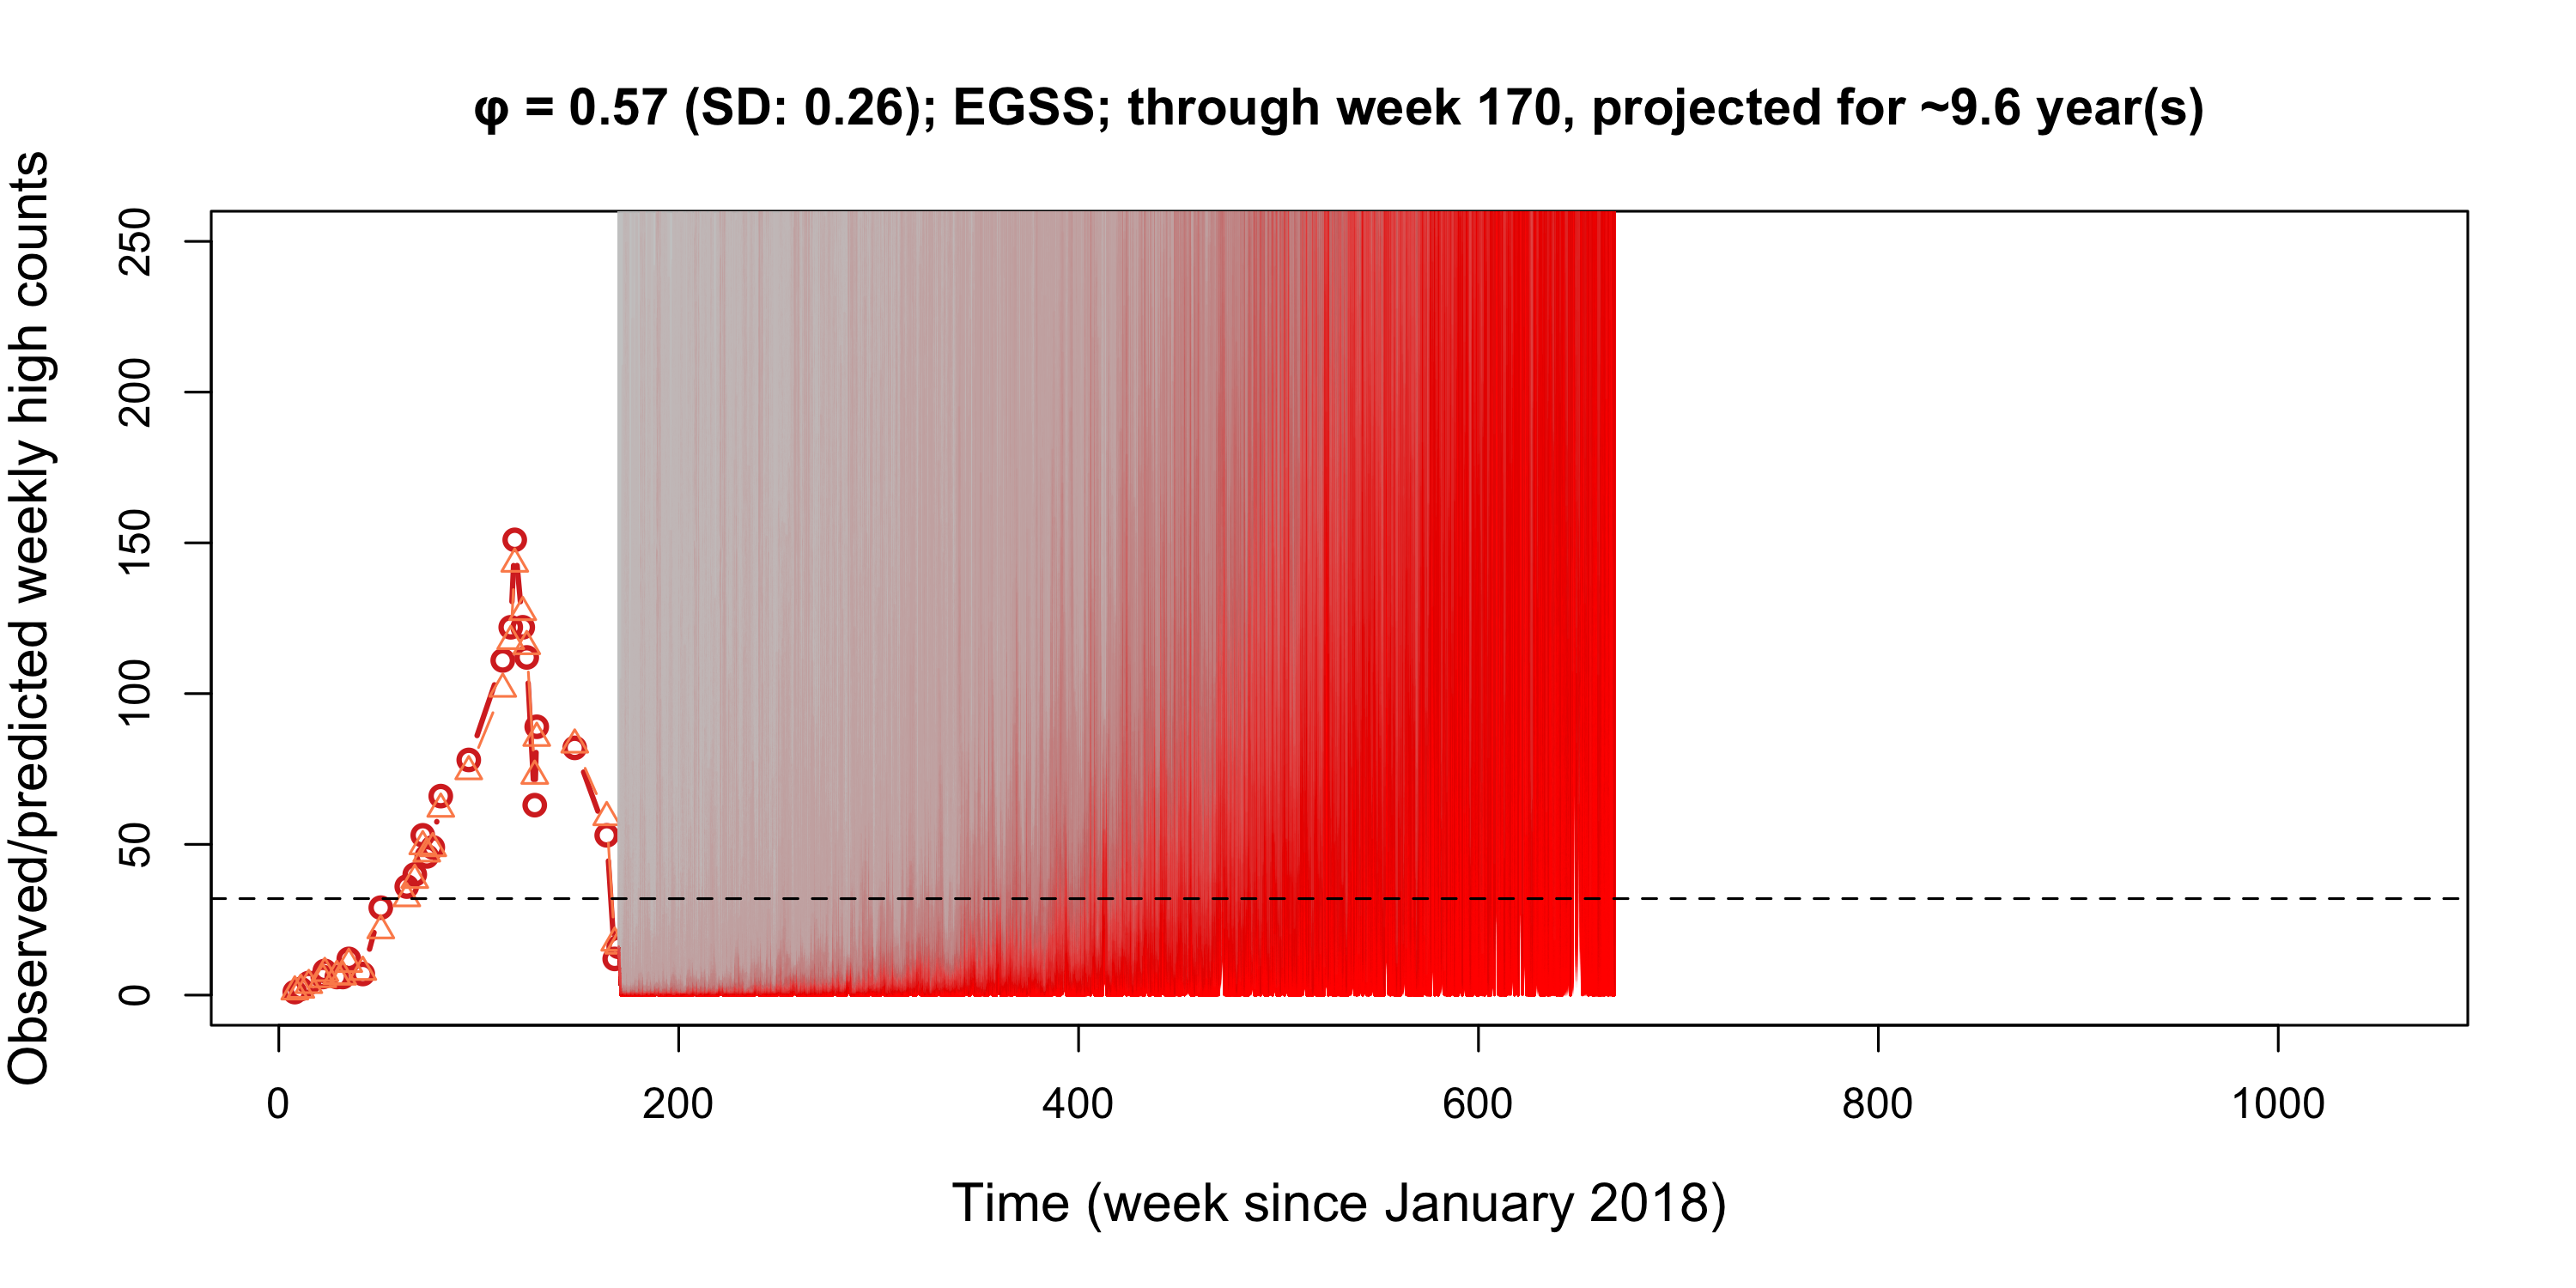 φ = 0.57 (SD: 0.26); EGSS; through week 170, projected for ~9.6 year(s)
Observed/predicted weekly high counts
250
200
150
100
50
0
0 200 400 600 800 1000
Time (week since January 2018)